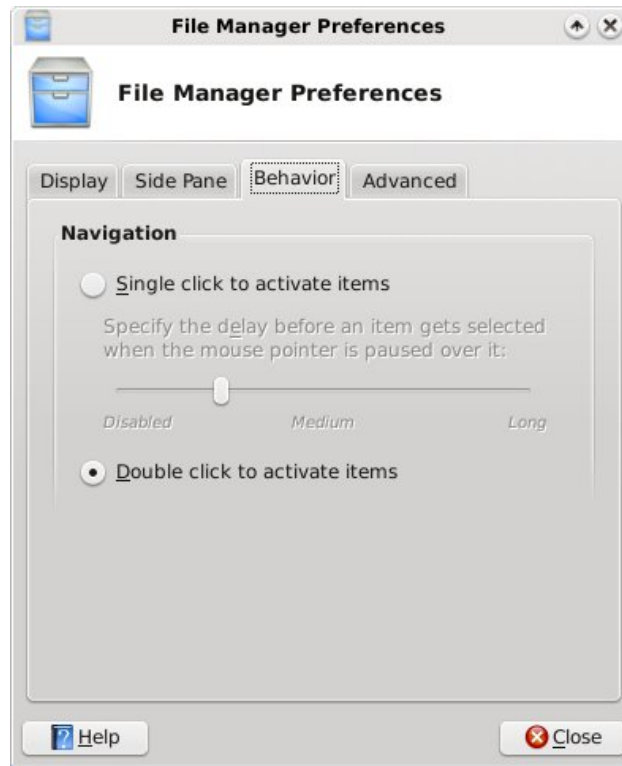 File Manager Preferences
File Manager Preferences
Display Side Pane Behavior Advanced
Navigation
Single click to activate items
Specify the delay before an item gets selected
when the mouse pointer is paused over it:
Disabled Medium Long
Double click to activate items
Help Close